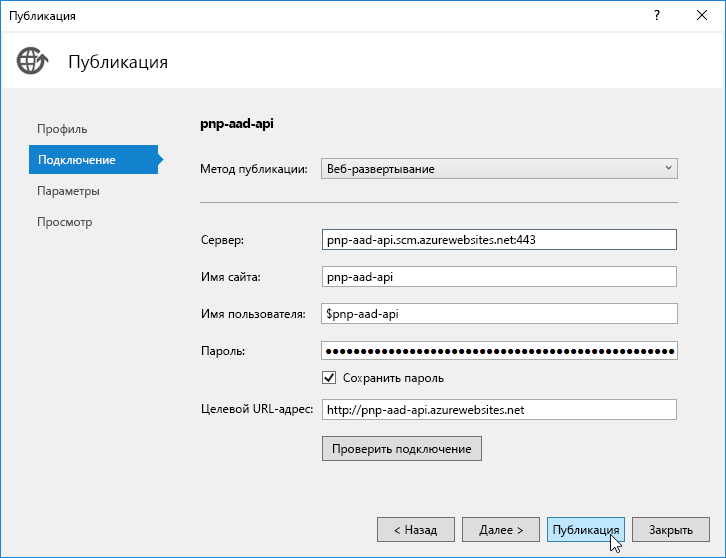 Публикация
?
Публикация
Профиль
Подключение
Параметры
Просмотр
pnp-aad-api
Метод публикации: Веб-развертывание
Сервер: pnp-aad-api.scm.azurewebsites.net:443
Имя сайта: pnp-aad-api
Имя пользователя: $pnp-aad-api
Пароль:
Сохранить пароль
Целевой URL-адрес: http://pnp-aad-api.azurewebsites.net
Проверить подключение
< Назад Далее > Публикация Закрыть